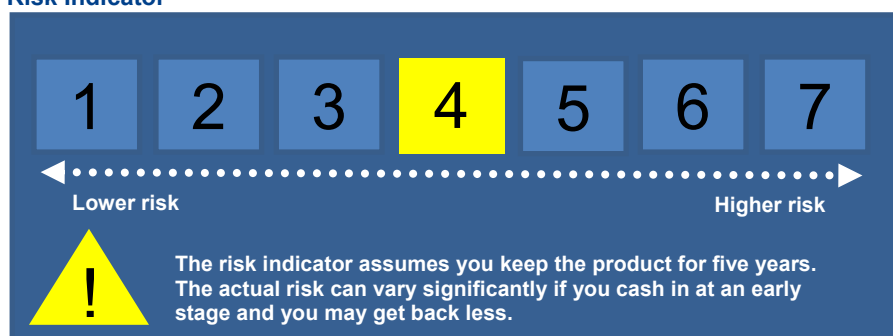 Risk Indicator
1 2 3 4 5 6 7
Lower risk Higher risk
!
The risk indicator assumes you keep the product for five years.
The actual risk can vary significantly if you cash in at an early
stage and you may get back less.